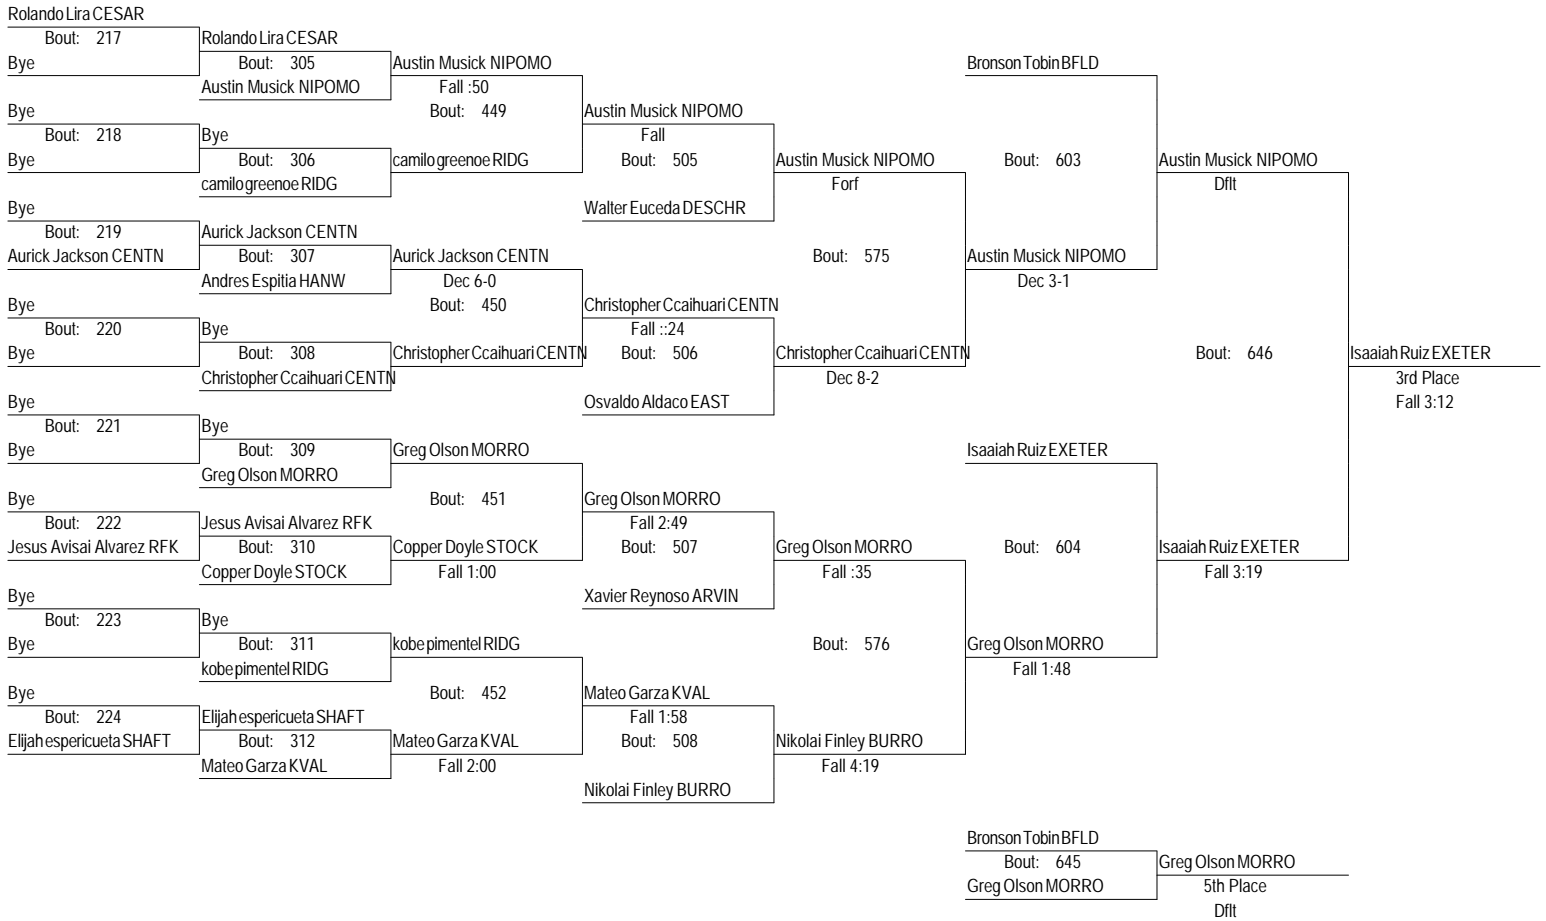 Rolando Lira CESAR
Bout: 217
Rolando Lira CESAR
Bye
Bout: 305
Austin Musick NIPOMO
Bronson Tobin BFLD
Austin Musick NIPOMO
Fall :50
Bye
Bout: 449
Austin Musick NIPOMO
Bout: 218
Bye
Fall
Bye
Bout: 306
camilo greenoe RIDG
Bout: 505
Austin Musick NIPOMO
Bout: 603
Austin Musick NIPOMO
camilo greenoe RIDG
Forf
Dflt
Bye
Walter Euceda DESCHR
Bout: 219
Aurick Jackson CENTN
Aurick Jackson CENTN
Bout: 307
Aurick Jackson CENTN
Bout: 575
Austin Musick NIPOMO
Andres Espitia HANW
Dec 6-0
Dec 3-1
Bye
Bout: 450
Christopher Ccaihuari CENTN
Bout: 220
Bye
Fall ::24
Bye
Bout: 308
Christopher Ccaihuari CENTN
Bout: 506
Christopher Ccaihuari CENTN
Bout: 646
Isaaiah Ruiz EXETER
Christopher Ccaihuari CENTN
Dec 8-2
3rd Place
Bye
Osvaldo Aldaco EAST
Fall 3:12
Bout: 221
Bye
Bye
Bout: 309
Greg Olson MORRO
Isaaiah Ruiz EXETER
Greg Olson MORRO
Bye
Bout: 451
Greg Olson MORRO
Bout: 222
Jesus Avisai Alvarez RFK
Fall 2:49
Jesus Avisai Alvarez RFK
Bout: 310
Copper Doyle STOCK
Bout: 507
Greg Olson MORRO
Bout: 604
Isaaiah Ruiz EXETER
Copper Doyle STOCK
Fall 1:00
Fall :35
Fall 3:19
Bye
Xavier Reynoso ARVIN
Bout: 223
Bye
Bye
Bout: 311
kobe pimentel RIDG
Bout: 576
Greg Olson MORRO
kobe pimentel RIDG
Fall 1:48
Bye
Bout: 452
Mateo Garza KVAL
Bout: 224
Elijah espericueta SHAFT
Fall 1:58
Elijah espericueta SHAFT
Bout: 312
Mateo Garza KVAL
Bout: 508
Nikolai Finley BURRO
Mateo Garza KVAL
Fall 2:00
Fall 4:19
Nikolai Finley BURRO
Bronson Tobin BFLD
Bout: 645
Greg Olson MORRO
Greg Olson MORRO
5th Place
Dflt